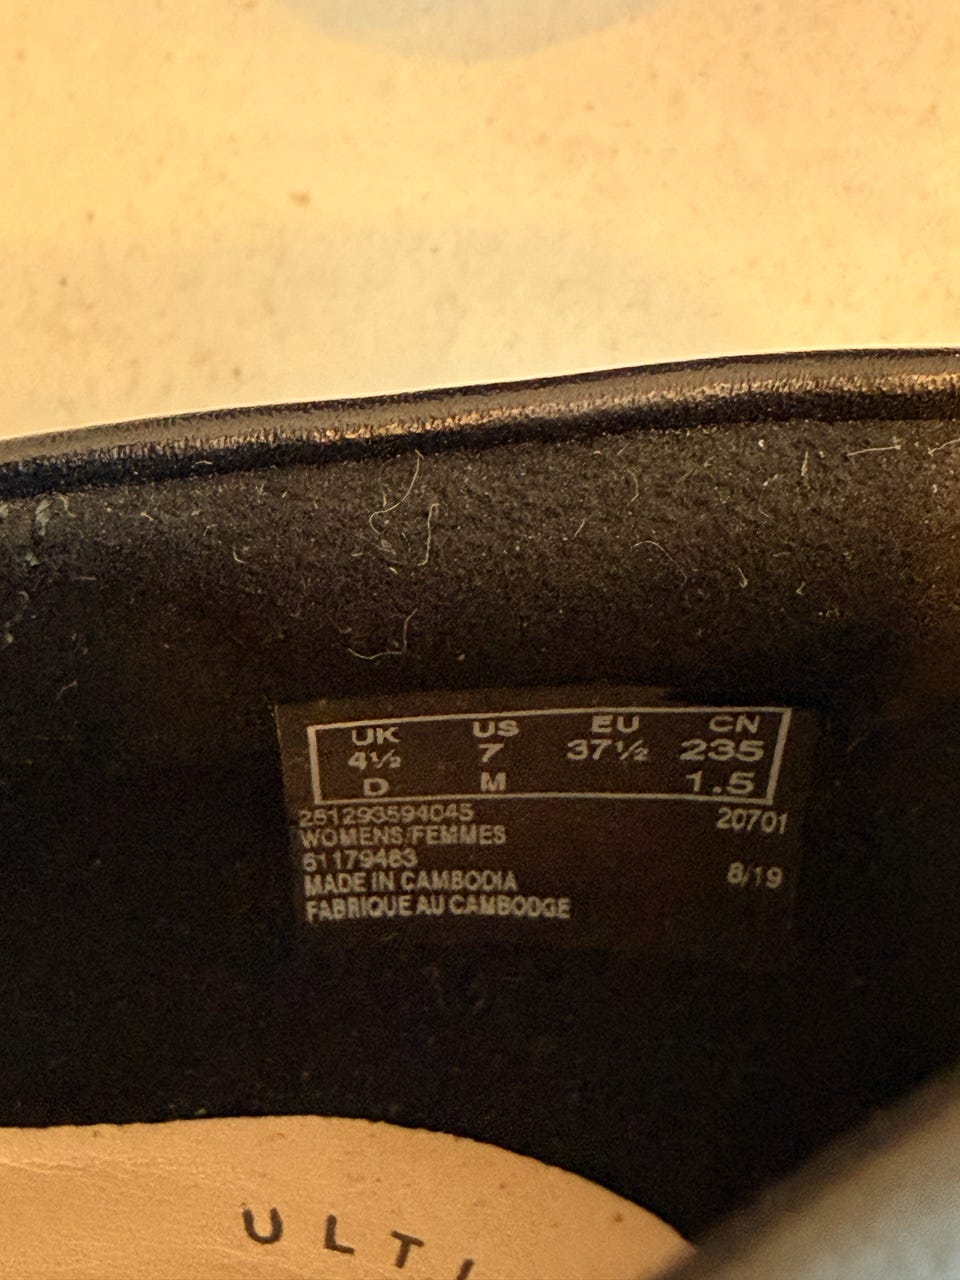 UK US EU CN
4½ 7 37½ 235
D M 1.5
261293594045 20701
WOMENS/FEMMES
61179463
MADE IN CAMBODIA 8/19
FABRIQUE AU CAMBODGE
ULTI